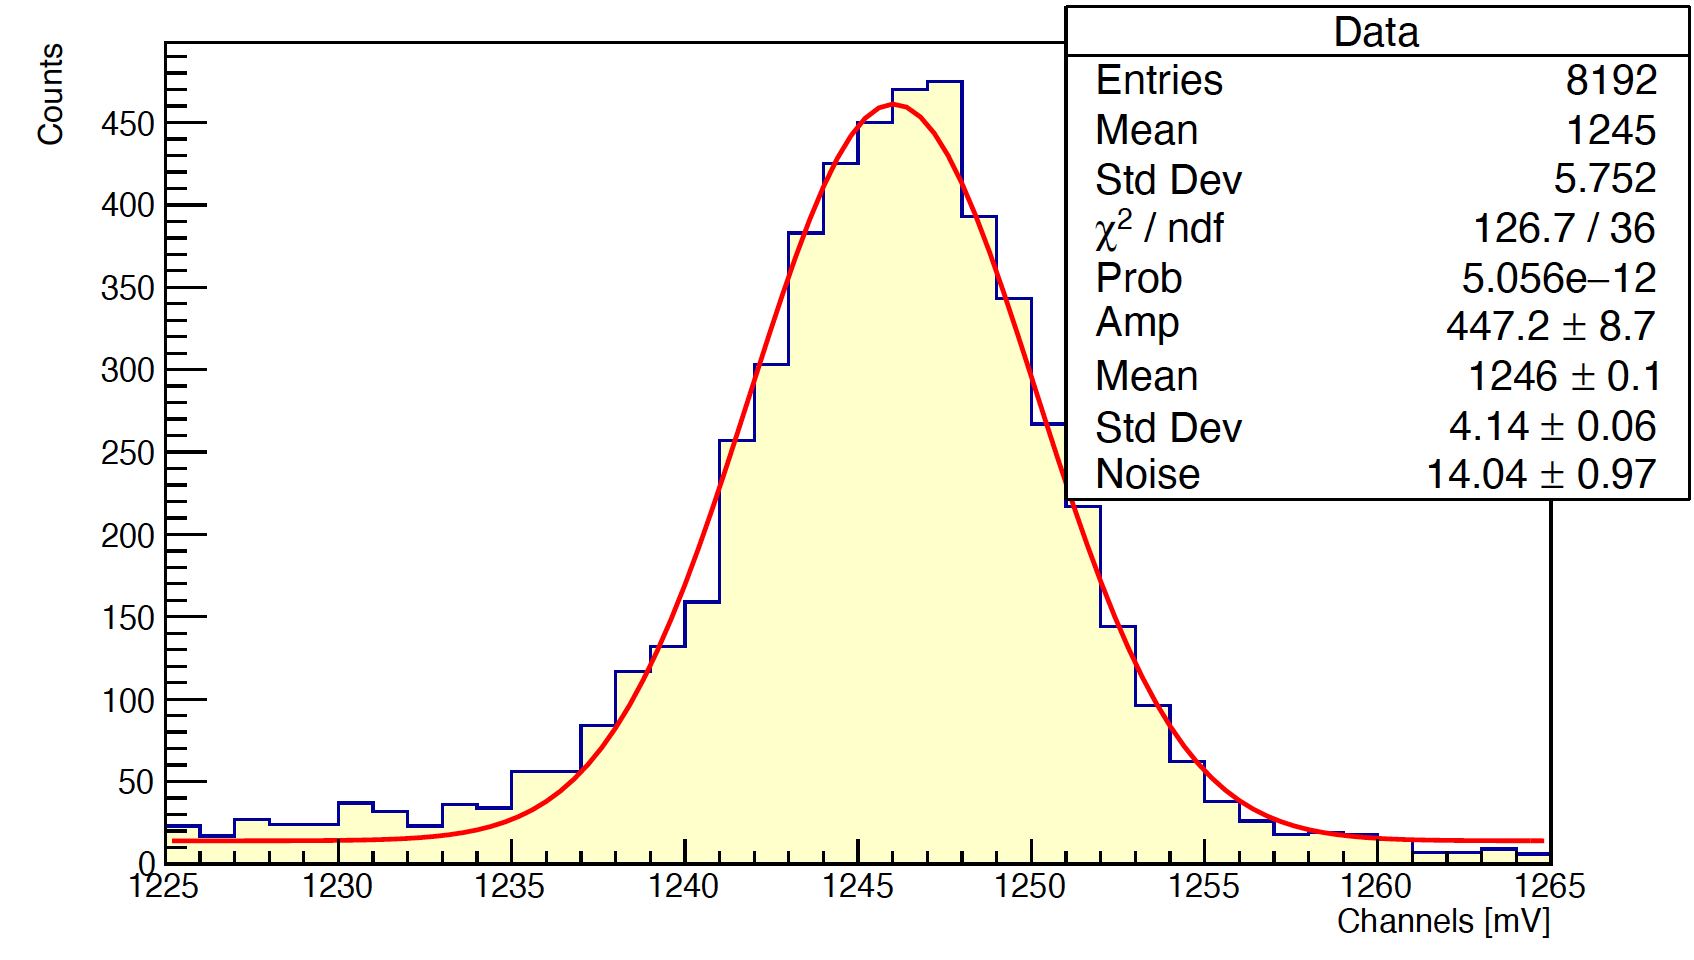 Data
Entries 8192
Mean 1245
Std Dev 5.752
χ² / ndf 126.7 / 36
Prob 5.056e−12
Amp 447.2 ± 8.7
Mean 1246 ± 0.1
Std Dev 4.14 ± 0.06
Noise 14.04 ± 0.97
Counts
450
400
350
300
250
200
150
100
50
0
1225 1230 1235 1240 1245 1250 1255 1260 1265
Channels [mV]